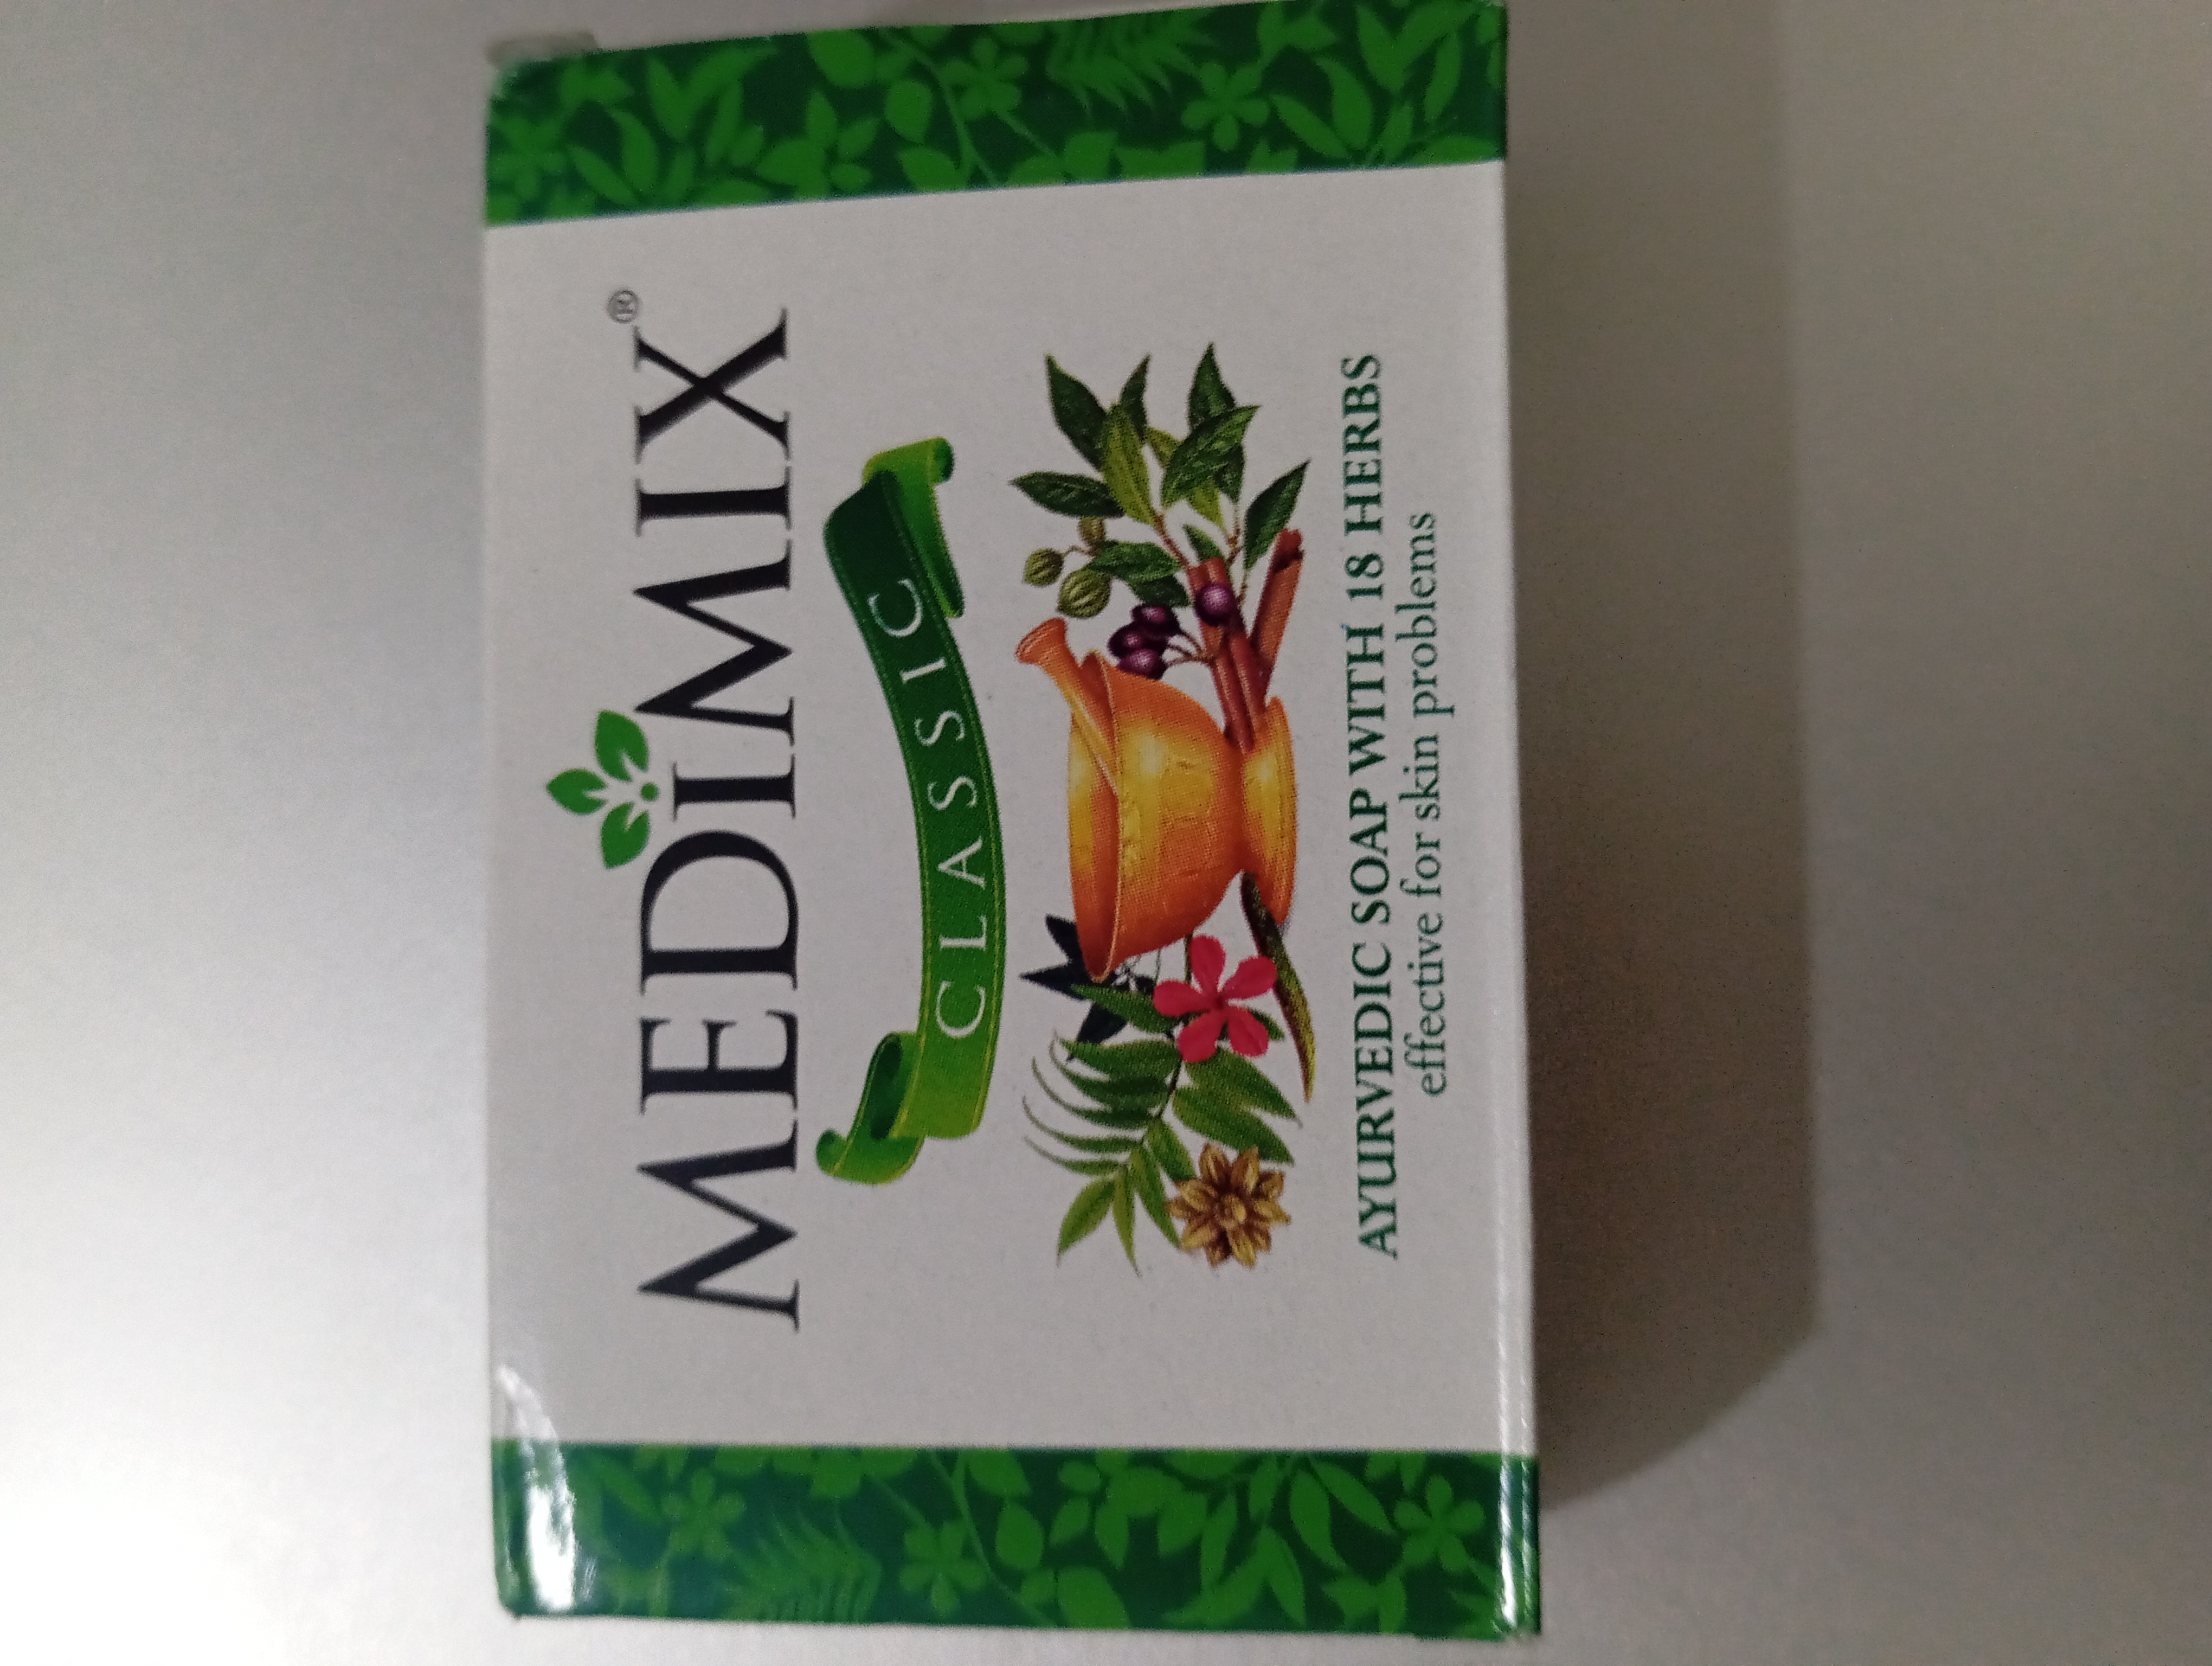 MEDIMIX®
CLASSIC
AYURVEDIC SOAP WITH 18 HERBS
effective for skin problems